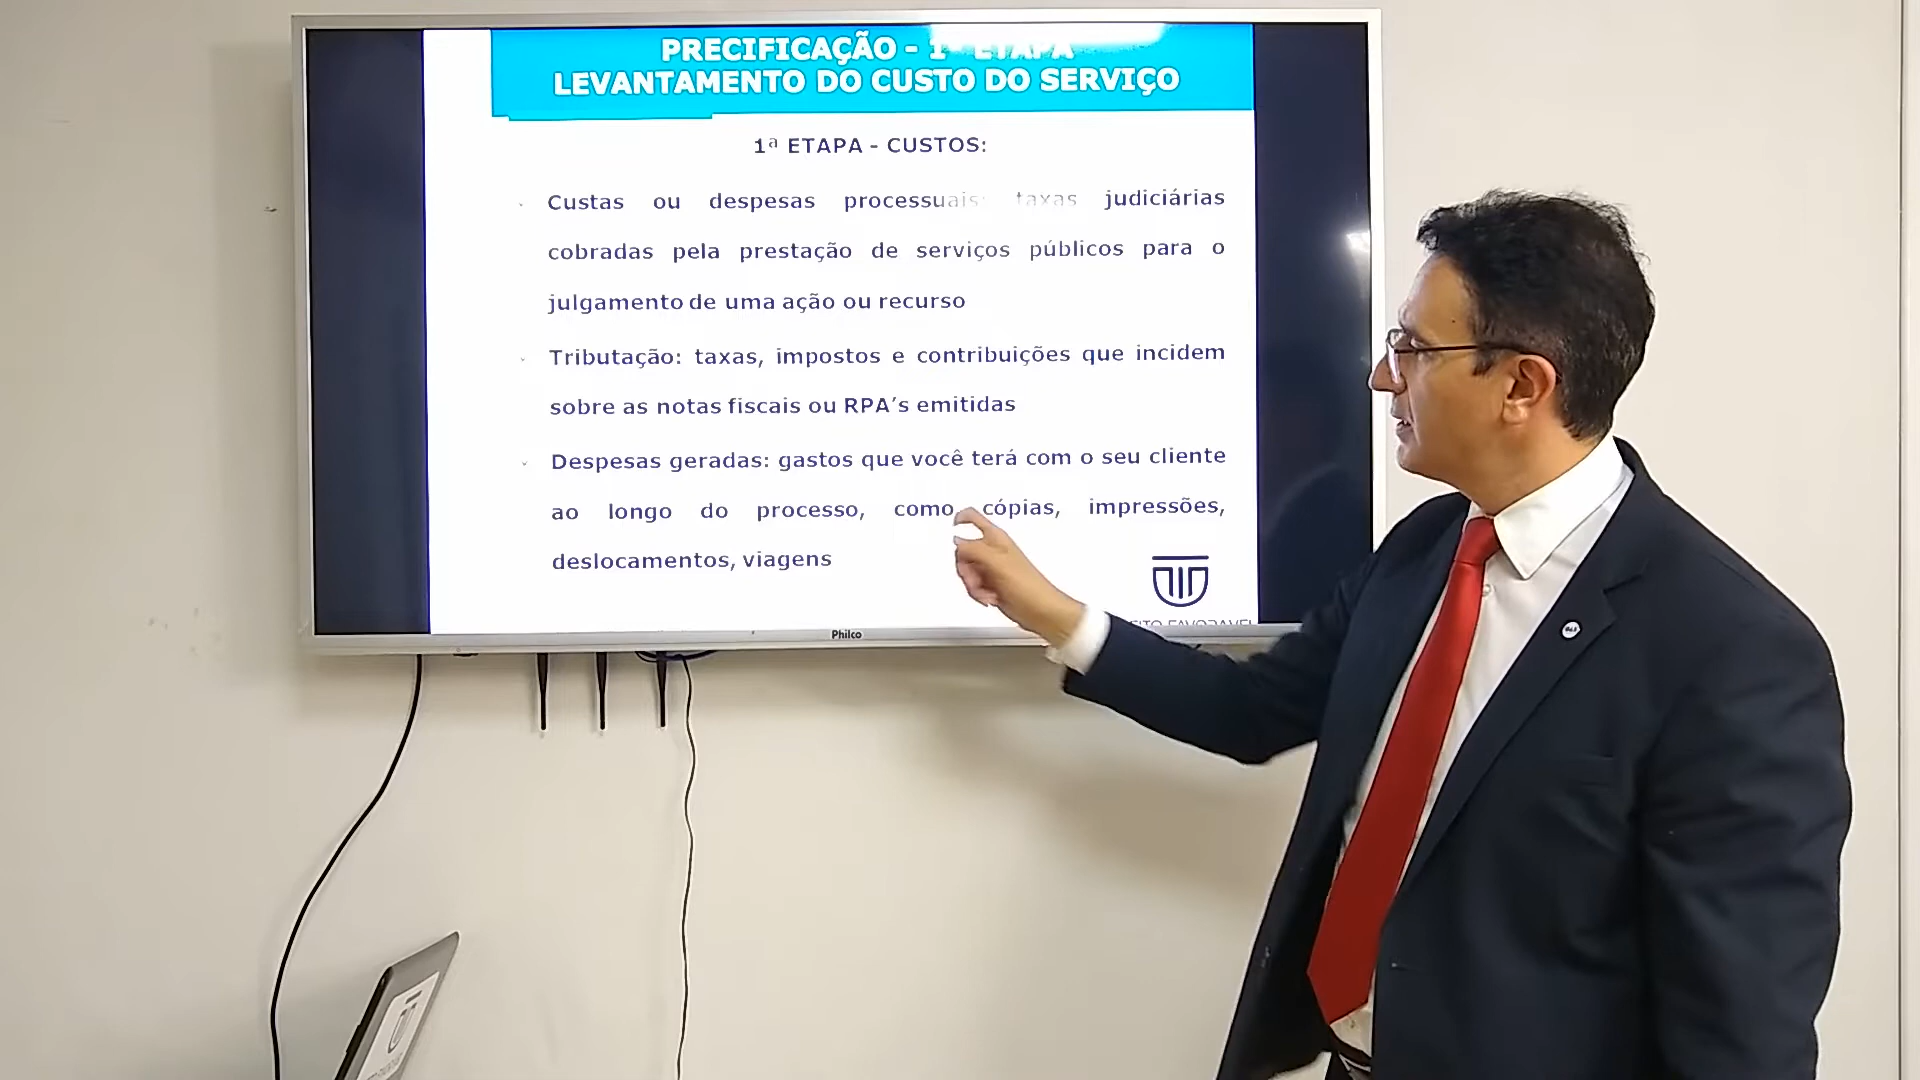 PRECIFICAÇÃO - 1ª ETAPA
LEVANTAMENTO DO CUSTO DO SERVIÇO
1ª ETAPA - CUSTOS:
Custas ou despesas processuais: taxas judiciárias
cobradas pela prestação de serviços públicos para o
julgamento de uma ação ou recurso
Tributação: taxas, impostos e contribuições que incidem
sobre as notas fiscais ou RPA’s emitidas
Despesas geradas: gastos que você terá com o seu cliente
ao longo do processo, como cópias, impressões,
deslocamentos, viagens
FAVORAVEL
Philco